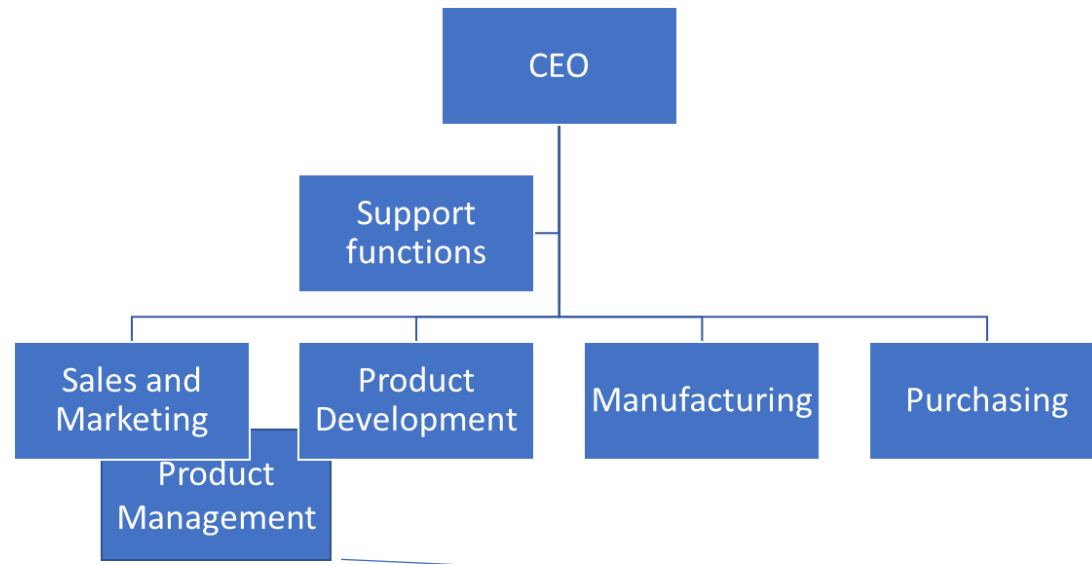 CEO
Support
functions
Sales and
Marketing
Product
Development
Manufacturing
Purchasing
Product
Management